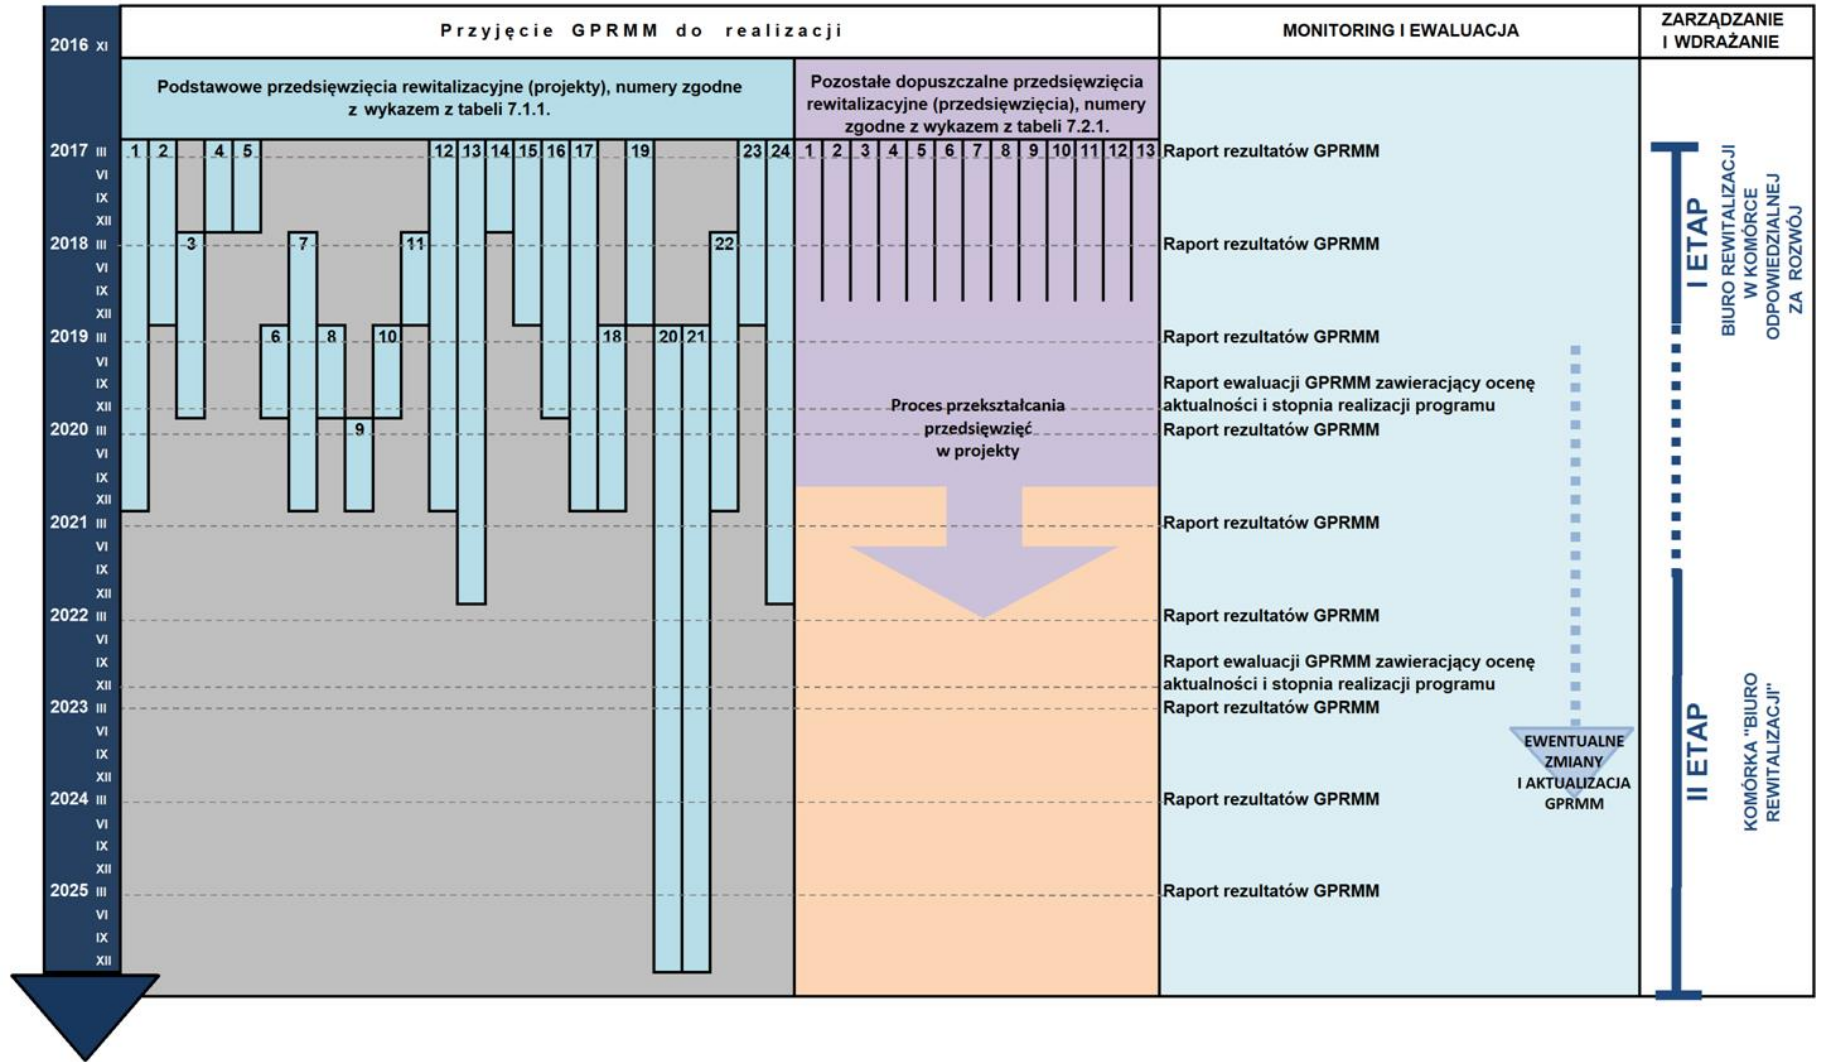 2016 XI
Przyjęcie GPRMM do realizacji
MONITORING I EWALUACJA
ZARZĄDZANIE
I WDRAŻANIE
Podstawowe przedsięwzięcia rewitalizacyjne (projekty), numery zgodne
z wykazem z tabeli 7.1.1.
Pozostałe dopuszczalne przedsięwzięcia
rewitalizacyjne (przedsięwzięcia), numery
zgodne z wykazem z tabeli 7.2.1.
2017 III 1 2 4 5 12 13 14 15 16 17 19 23 24 1 2 3 4 5 6 7 8 9 10 11 12 13 Raport rezultatów GPRMM
VI
IX
XII
2018 III 3 7 11 22 Raport rezultatów GPRMM
VI
IX
XII
2019 III 6 8 10 18 20 21 Raport rezultatów GPRMM
VI
IX Raport ewaluacji GPRMM zawieracjący ocenę
XII Proces przekształcania aktualności i stopnia realizacji programu
2020 III 9 przedsięwzięć Raport rezultatów GPRMM
VI w projekty
IX
XII
2021 III Raport rezultatów GPRMM
VI
IX
XII
2022 III Raport rezultatów GPRMM
VI
IX Raport ewaluacji GPRMM zawieracjący ocenę
XII aktualności i stopnia realizacji programu
2023 III Raport rezultatów GPRMM
VI
IX
XII
2024 III Raport rezultatów GPRMM
VI
IX
XII
2025 III Raport rezultatów GPRMM
VI
IX
XII
EWENTUALNE
ZMIANY
I AKTUALIZACJA
GPRMM
I ETAP
BIURO REWITALIZACJI
W KOMÓRCE
ODPOWIEDZIALNEJ
ZA ROZWÓJ
II ETAP
KOMÓRKA "BIURO
REWITALIZACJI"